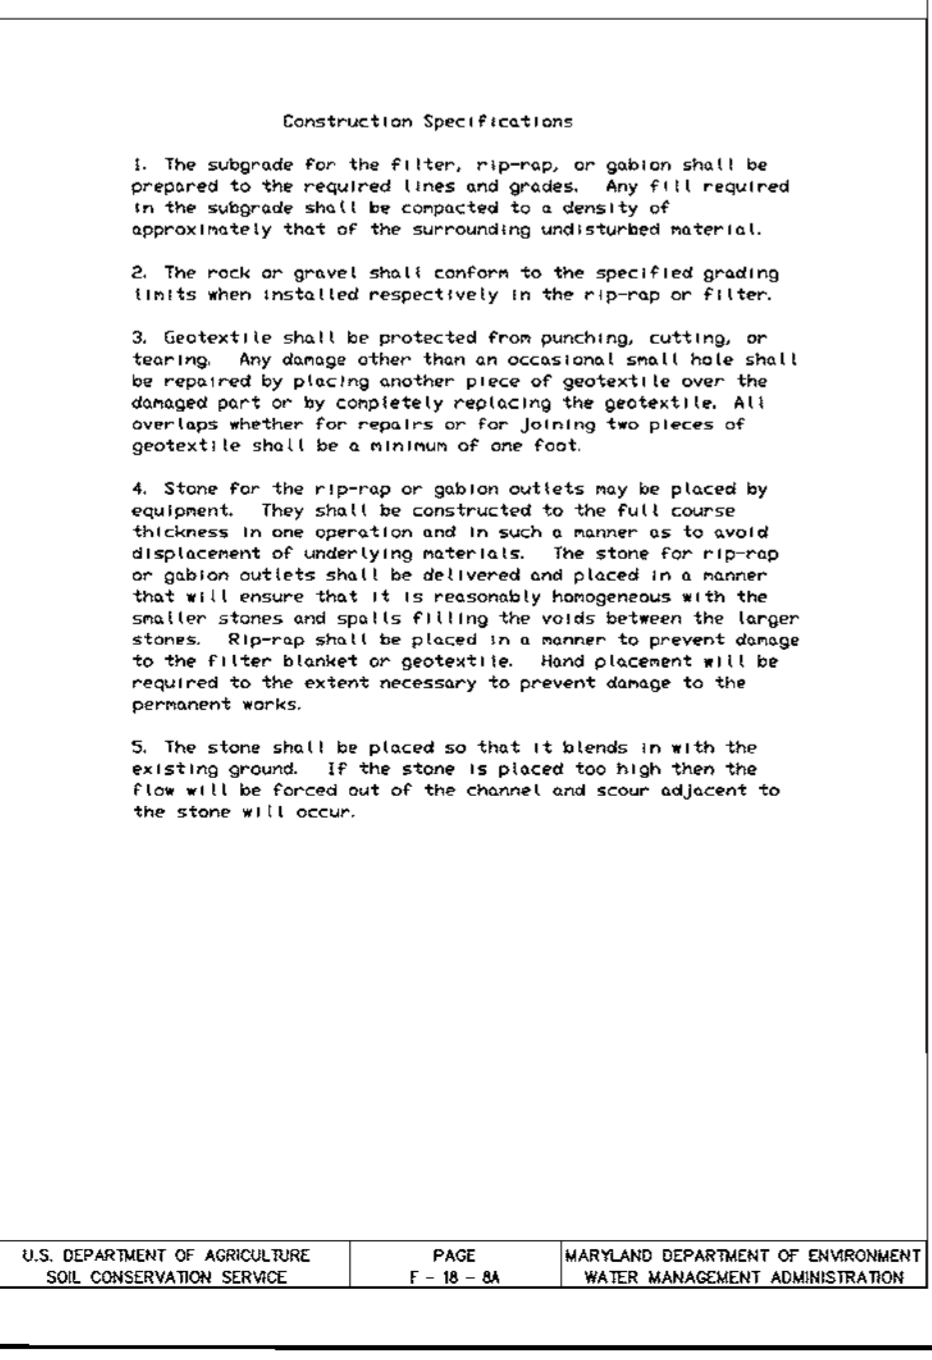 Construction Specifications
1. The subgrade for the filter, rip-rap, or gabion shall be
prepared to the required lines and grades. Any fill required
in the subgrade shall be compacted to a density of
approximately that of the surrounding undisturbed material.
2. The rock or gravel shall conform to the specified grading
limits when installed respectively in the rip-rap or filter.
3. Geotextile shall be protected from punching, cutting, or
tearing. Any damage other than an occasional small hole shall
be repaired by placing another piece of geotextile over the
damaged part or by completely replacing the geotextile. All
overlaps whether for repairs or for joining two pieces of
geotextile shall be a minimum of one foot.
4. Stone for the rip-rap or gabion outlets may be placed by
equipment. They shall be constructed to the full course
thickness in one operation and in such a manner as to avoid
displacement of underlying materials. The stone for rip-rap
or gabion outlets shall be delivered and placed in a manner
that will ensure that it is reasonably homogeneous with the
smaller stones and spalls filling the voids between the larger
stones. Rip-rap shall be placed in a manner to prevent damage
to the filter blanket or geotextile. Hand placement will be
required to the extent necessary to prevent damage to the
permanent works.
5. The stone shall be placed so that it blends in with the
existing ground. If the stone is placed too high then the
flow will be forced out of the channel and scour adjacent to
the stone will occur.
U.S. DEPARTMENT OF AGRICULTURE
SOIL CONSERVATION SERVICE
PAGE
F - 18 - 8A
MARYLAND DEPARTMENT OF ENVIRONMENT
WATER MANAGEMENT ADMINISTRATION